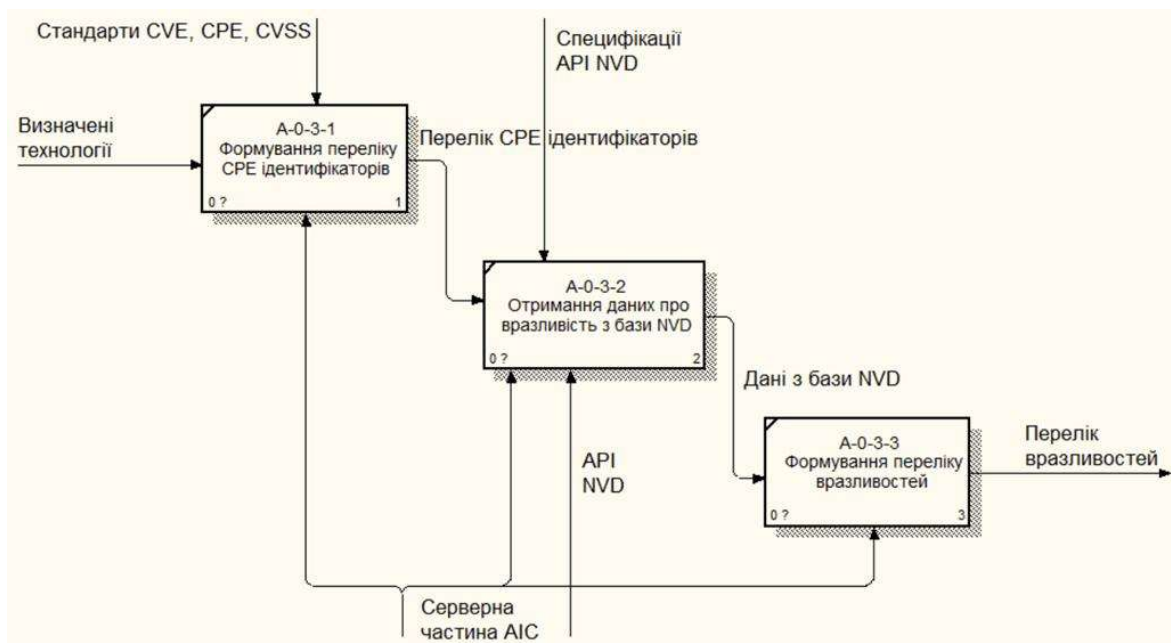 Стандарти CVE, CPE, CVSS
Специфікації
API NVD
Визначені
технології
A-0-3-1
Формування переліку
CPE ідентифікаторів
0 ?
1
Перелік CPE ідентифікаторів
A-0-3-2
Отримання даних про
вразливість з бази NVD
0 ?
2
Дані з бази NVD
A-0-3-3
Формування переліку
вразливостей
0 ?
3
Перелік
вразливостей
API
NVD
Серверна
частина АІС